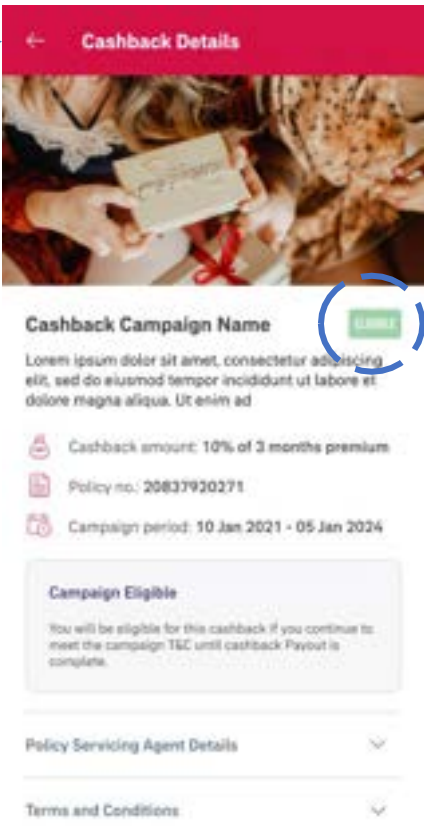 Cashback Details
Cashback Campaign Name
ELIGIBLE
Lorem ipsum dolor sit amet, consectetur adipiscing
elit, sed do eiusmod tempor incididunt ut labore et
dolore magna aliqua. Ut enim ad
Cashback amount: 10% of 3 months premium
Policy no.: 20837920271
Campaign period: 10 Jan 2021 - 05 Jan 2024
Campaign Eligible
You will be eligible for this cashback if you continue to
meet the campaign T&C until cashback Payout is
complete.
Policy Servicing Agent Details
Terms and Conditions